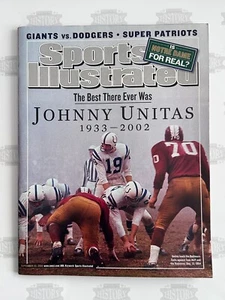 GIANTS vs. DODGERS • SUPER PATRIOTS
IS
NOTRE DAME
FOR REAL?
Sports
Illustrated
The Best There Ever Was
JOHNNY UNITAS
1933–2002
19
70